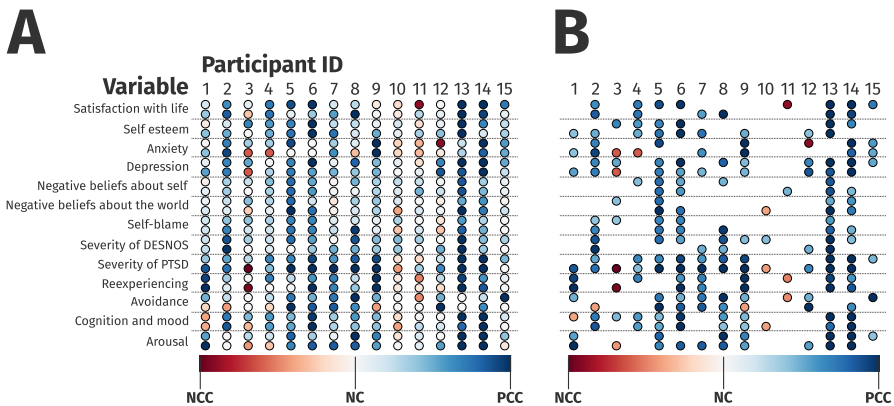 A
B
Participant ID
Variable
1 2 3 4 5 6 7 8 9 10 11 12 13 14 15
1 2 3 4 5 6 7 8 9 10 11 12 13 14 15
Satisfaction with life
Self esteem
Anxiety
Depression
Negative beliefs about self
Negative beliefs about the world
Self-blame
Severity of DESNOS
Severity of PTSD
Reexperiencing
Avoidance
Cognition and mood
Arousal
NCC NC PCC
NCC NC PCC